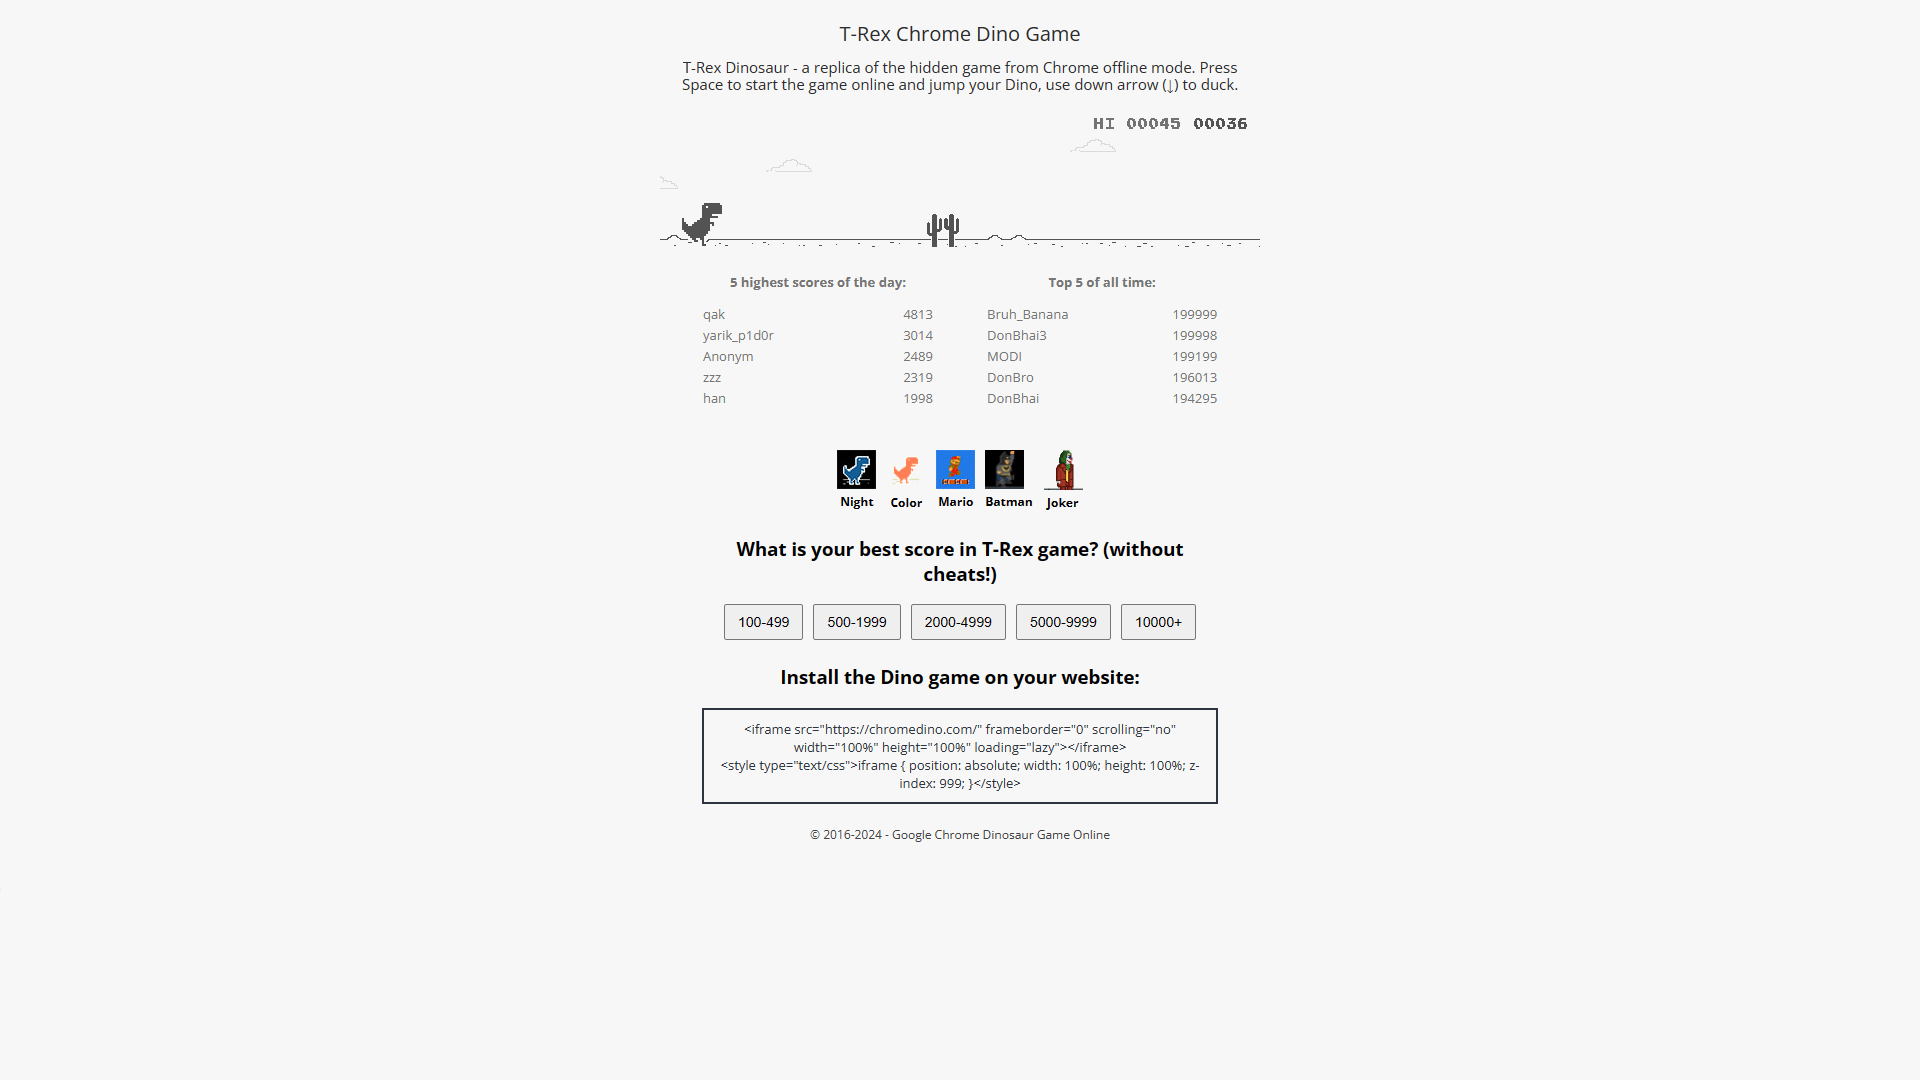 T-Rex Chrome Dino Game
T-Rex Dinosaur - a replica of the hidden game from Chrome offline mode. Press
Space to start the game online and jump your Dino, use down arrow (↓) to duck.
HI 00045 00036
5 highest scores of the day:
qak 4813
yarik_p1d0r 3014
Anonym 2489
zzz 2319
han 1998
Top 5 of all time:
Bruh_Banana 199999
DonBhai3 199998
MODI 199199
DonBro 196013
DonBhai 194295
Night Color Mario Batman Joker
What is your best score in T-Rex game? (without
cheats!)
100-499 500-1999 2000-4999 5000-9999 10000+
Install the Dino game on your website:
<iframe src="https://chromedino.com/" frameborder="0" scrolling="no"
width="100%" height="100%" loading="lazy"></iframe>
<style type="text/css">iframe { position: absolute; width: 100%; height: 100%; z-
index: 999; }</style>
© 2016-2024 - Google Chrome Dinosaur Game Online